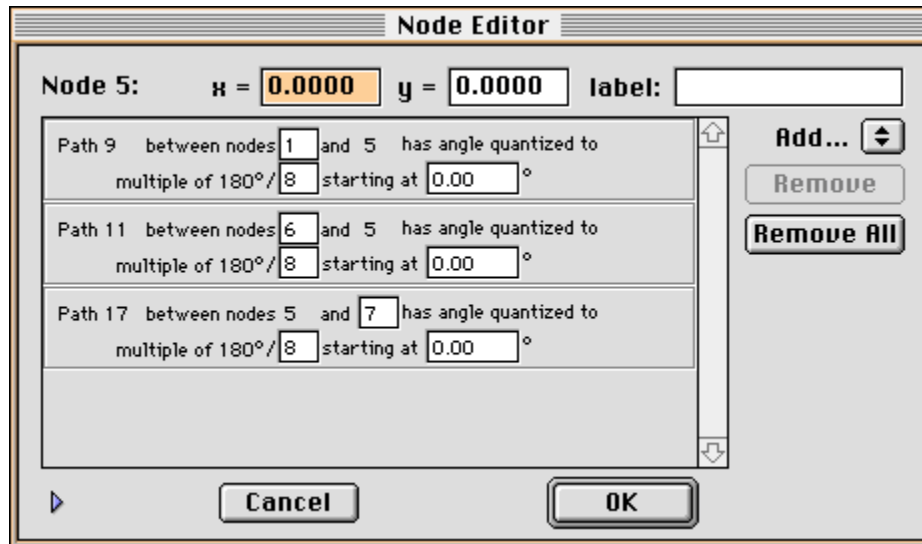 Node Editor
Node 5: x = 0.0000 y = 0.0000 label:
Path 9 between nodes 1 and 5 has angle quantized to
multiple of 180°/ 8 starting at 0.00 °
Path 11 between nodes 6 and 5 has angle quantized to
multiple of 180°/ 8 starting at 0.00 °
Path 17 between nodes 5 and 7 has angle quantized to
multiple of 180°/ 8 starting at 0.00 °
Add...
Remove
Remove All
Cancel
OK